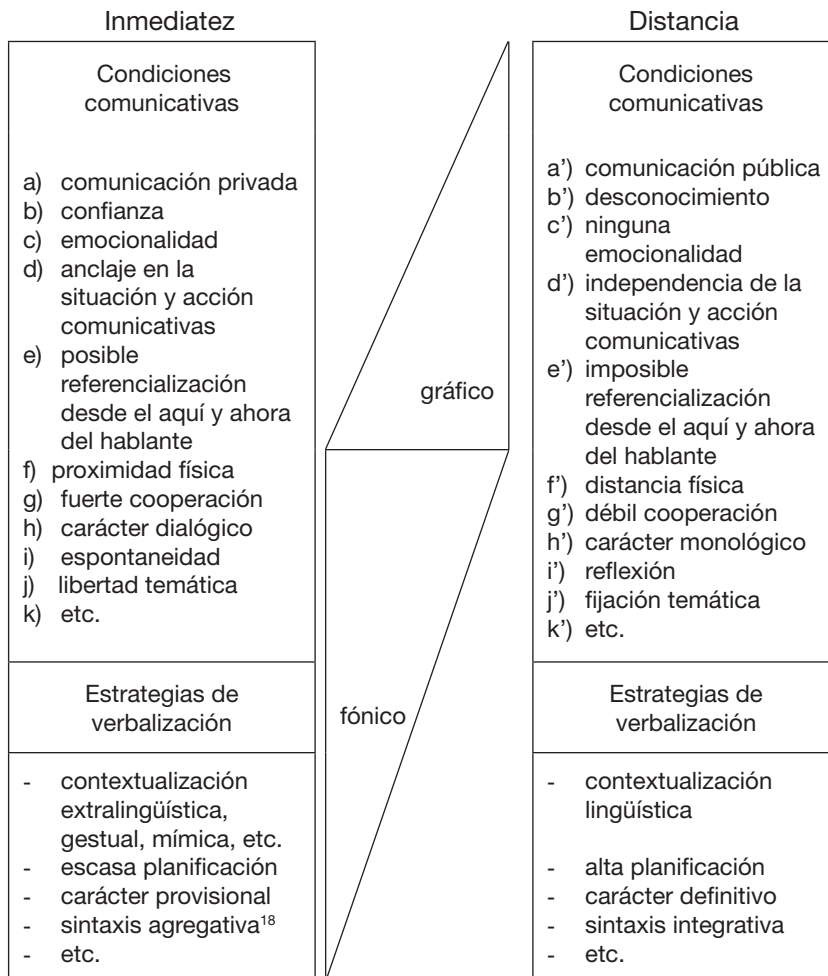 Inmediatez
Condiciones
comunicativas
a) comunicación privada
b) confianza
c) emocionalidad
d) anclaje en la
situación y acción
comunicativas
e) posible
referencialización
desde el aquí y ahora
del hablante
f) proximidad física
g) fuerte cooperación
h) carácter dialógico
i) espontaneidad
j) libertad temática
k) etc.
Estrategias de
verbalización
- contextualización
extralingüística,
gestual, mímica, etc.
- escasa planificación
- carácter provisional
- sintaxis agregativa¹⁸
- etc.
gráfico
fónico
Distancia
Condiciones
comunicativas
a’) comunicación pública
b’) desconocimiento
c’) ninguna
emocionalidad
d’) independencia de la
situación y acción
comunicativas
e’) imposible
referencialización
desde el aquí y ahora
del hablante
f’) distancia física
g’) débil cooperación
h’) carácter monológico
i’) reflexión
j’) fijación temática
k’) etc.
Estrategias de
verbalización
- contextualización
lingüística
- alta planificación
- carácter definitivo
- sintaxis integrativa
- etc.